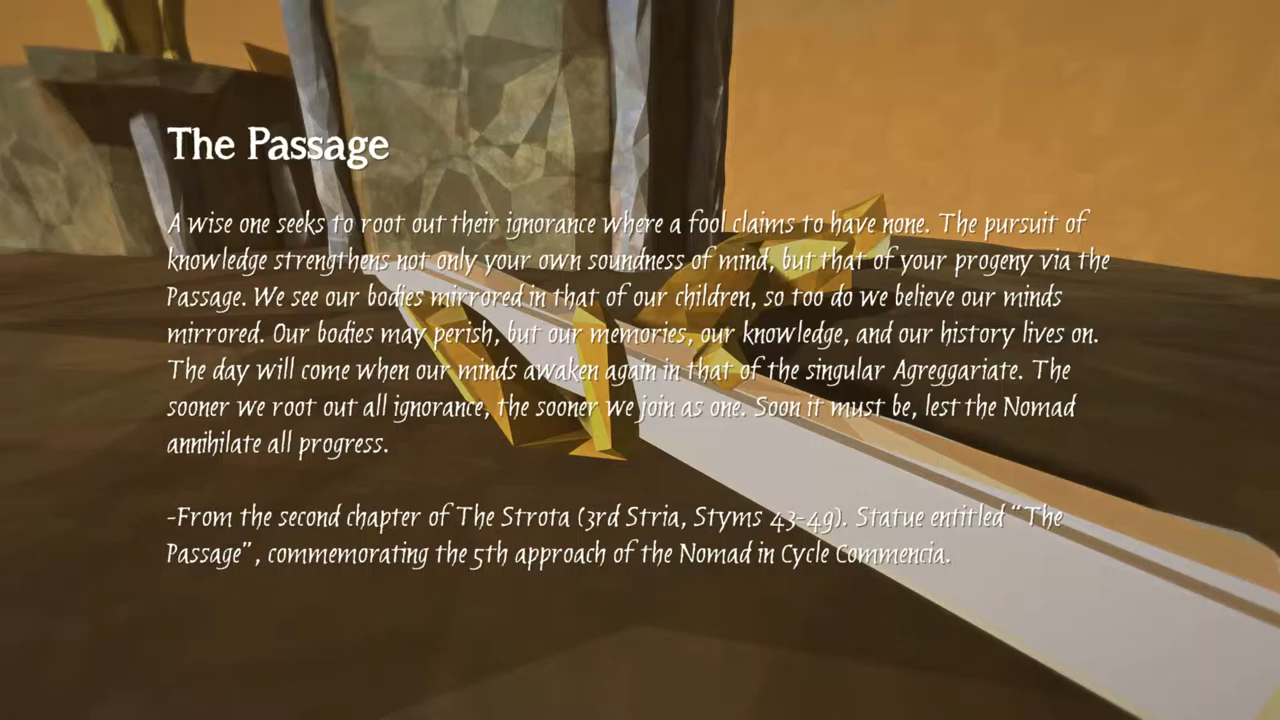 The Passage
A wise one seeks to root out their ignorance where a fool claims to have none. The pursuit of
knowledge strengthens not only your own soundness of mind, but that of your progeny via the
Passage. We see our bodies mirrored in that of our children, so too do we believe our minds
mirrored. Our bodies may perish, but our memories, our knowledge, and our history lives on.
The day will come when our minds awaken again in that of the singular Agreggariate. The
sooner we root out all ignorance, the sooner we join as one. Soon it must be, lest the Nomad
annihilate all progress.
-From the second chapter of The Strota (3rd Stria, Styms 43-49). Statue entitled “The
Passage”, commemorating the 5th approach of the Nomad in Cycle Commencia.